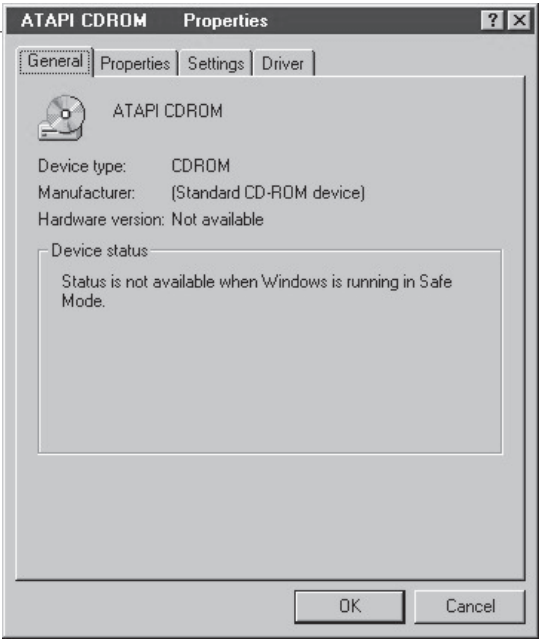 ATAPI CDROM Properties ? X
General Properties Settings Driver
ATAPI CDROM
Device type: CDROM
Manufacturer: (Standard CD-ROM device)
Hardware version: Not available
Device status
Status is not available when Windows is running in Safe
Mode.
OK Cancel